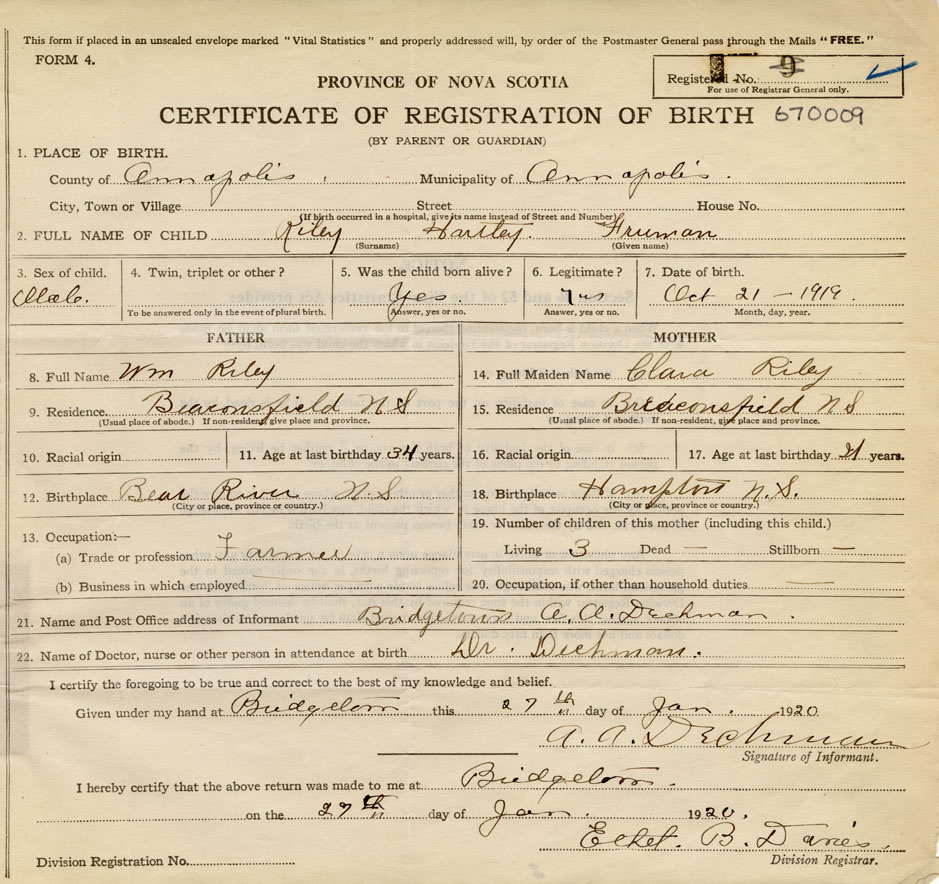 This form if placed in an unsealed envelope marked "Vital Statistics" and properly addressed will, by order of the Postmaster General pass through the Mails "FREE."
FORM 4.
Registered No. 9
For use of Registrar General only.
PROVINCE OF NOVA SCOTIA
CERTIFICATE OF REGISTRATION OF BIRTH 670009
(BY PARENT OR GUARDIAN)
1. PLACE OF BIRTH.
County of Annapolis, Municipality of Annapolis.
City, Town or Village Street House No.
(If birth occurred in a hospital, give its name instead of Street and Number)
2. FULL NAME OF CHILD Riley Hartley Fruman
(Surname) (Given name)
3. Sex of child. 4. Twin, triplet or other? 5. Was the child born alive? 6. Legitimate? 7. Date of birth.
Male. Yes. Yes Oct 21 - 1919.
To be answered only in the event of plural birth. Answer, yes or no. Answer, yes or no. Month, day, year.
FATHER MOTHER
8. Full Name Wm Riley 14. Full Maiden Name Clara Riley
9. Residence. Beaconsfield N S 15. Residence Breaconsfield N S
(Usual place of abode.) If non-resident, give place and province. (Usual place of abode.) If non-resident, give place and province.
10. Racial origin 11. Age at last birthday 34 years. 16. Racial origin 17. Age at last birthday years.
12. Birthplace Bear River N. S 18. Birthplace Hampton N. S.
(City or place, province or country.) (City or place, province or country.)
13. Occupation:— 19. Number of children of this mother (including this child.)
(a) Trade or profession Farmer Living 3 Dead — Stillborn —
(b) Business in which employed 20. Occupation, if other than household duties —
21. Name and Post Office address of Informant Bridgetown A. A. Dechman.
22. Name of Doctor, nurse or other person in attendance at birth Dr. Dechman.
I certify the foregoing to be true and correct to the best of my knowledge and belief.
Given under my hand at Bridgetown this 27th day of Jan. 1920
A. A. Dechman
Signature of Informant.
I hereby certify that the above return was made to me at Bridgetown.
on the 27th day of Jan. 1920.
Ethel. B. Davies.
Division Registration No. Division Registrar.